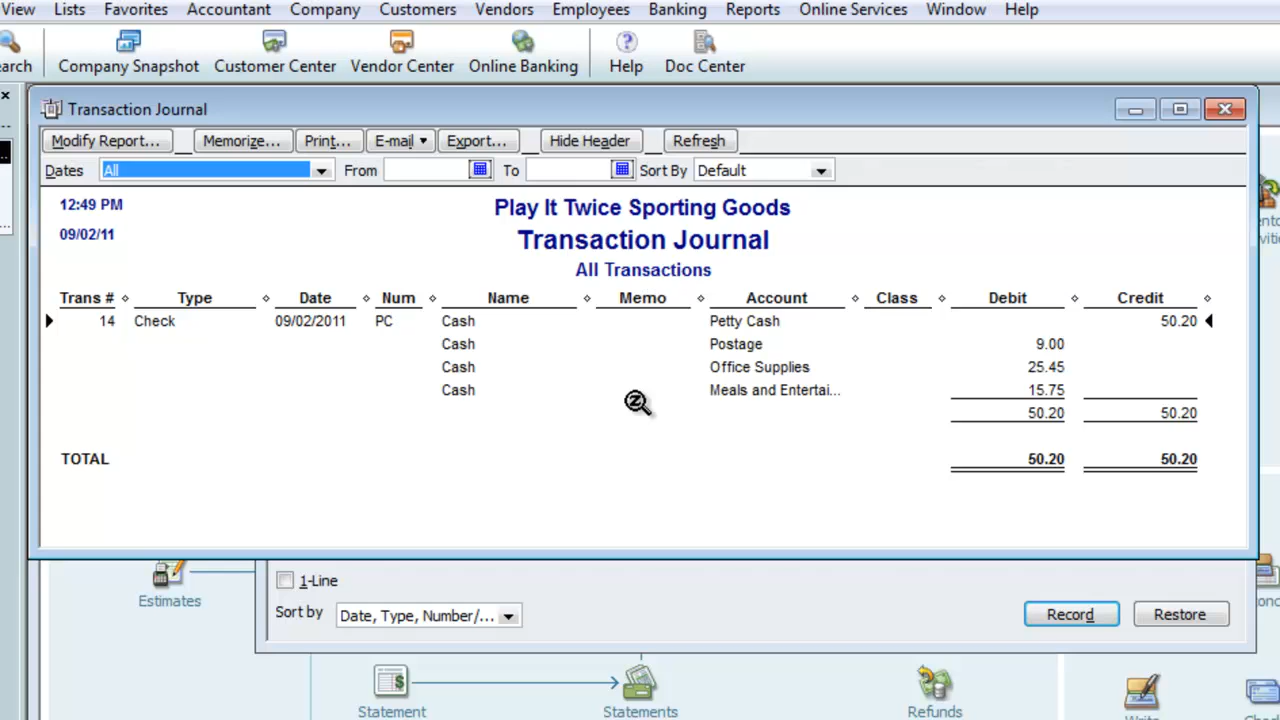 View Lists Favorites Accountant Company Customers Vendors Employees Banking Reports Online Services Window Help
Company Snapshot Customer Center Vendor Center Online Banking Help Doc Center
Transaction Journal
Modify Report... Memorize... Print... E-mail Export... Hide Header Refresh
Dates All From To Sort By Default
12:49 PM Play It Twice Sporting Goods
09/02/11 Transaction Journal
All Transactions
Trans # Type Date Num Name Memo Account Class Debit Credit
14 Check 09/02/2011 PC Cash Petty Cash 50.20
Cash Postage 9.00
Cash Office Supplies 25.45
Cash Meals and Entertai... 15.75
50.20 50.20
TOTAL 50.20 50.20
1-Line
Estimates
Sort by Date, Type, Number/... Record Restore
Statement Statements Refunds